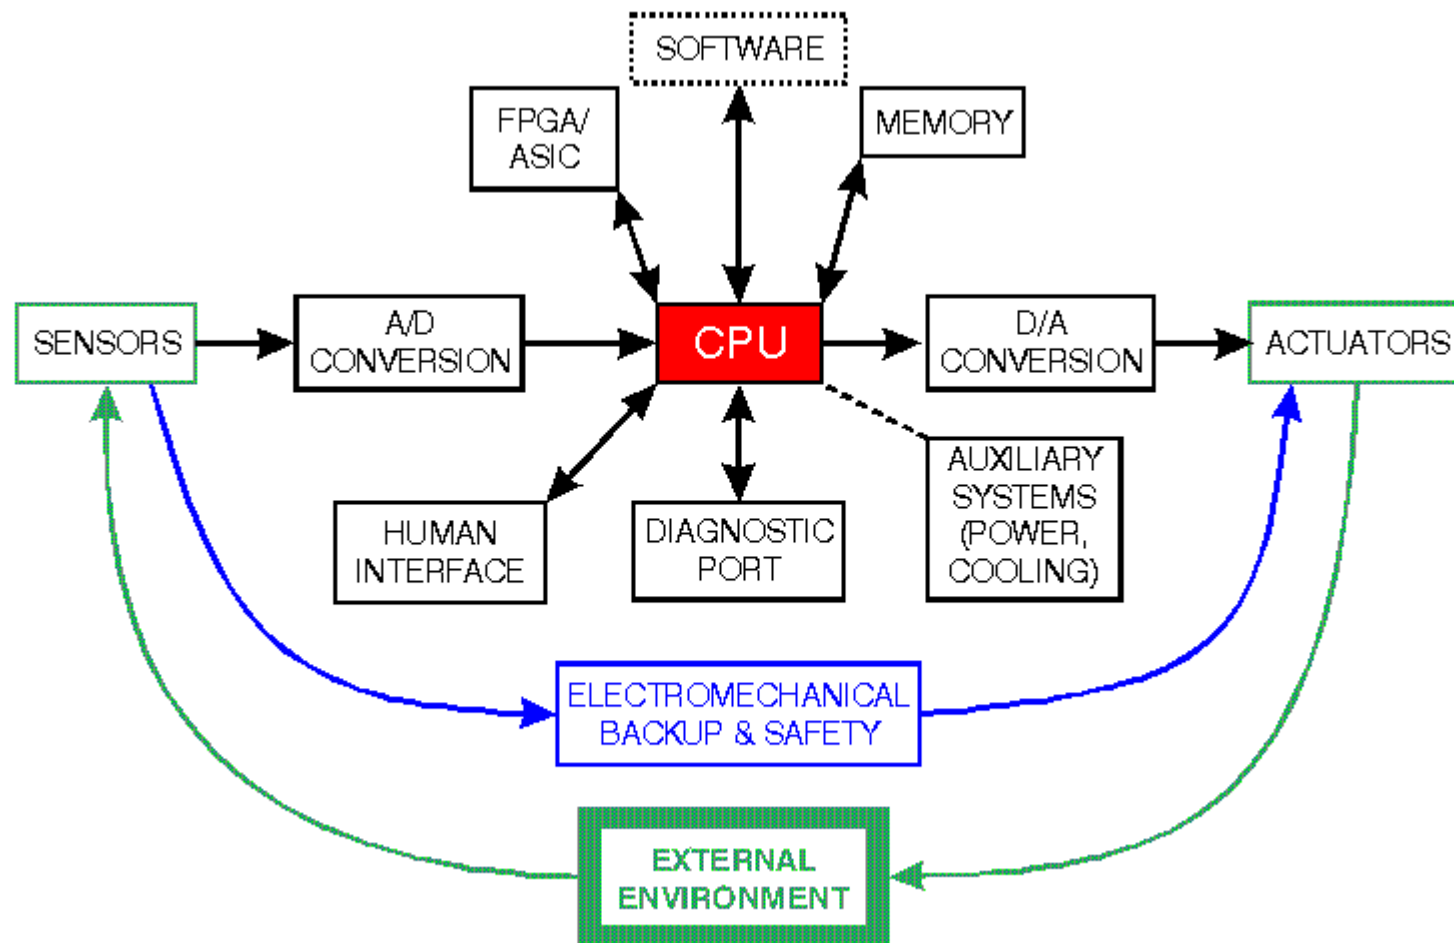 SOFTWARE
FPGA/
ASIC
MEMORY
SENSORS
A/D
CONVERSION
CPU
D/A
CONVERSION
ACTUATORS
HUMAN
INTERFACE
DIAGNOSTIC
PORT
AUXILIARY
SYSTEMS
(POWER,
COOLING)
ELECTROMECHANICAL
BACKUP & SAFETY
EXTERNAL
ENVIRONMENT